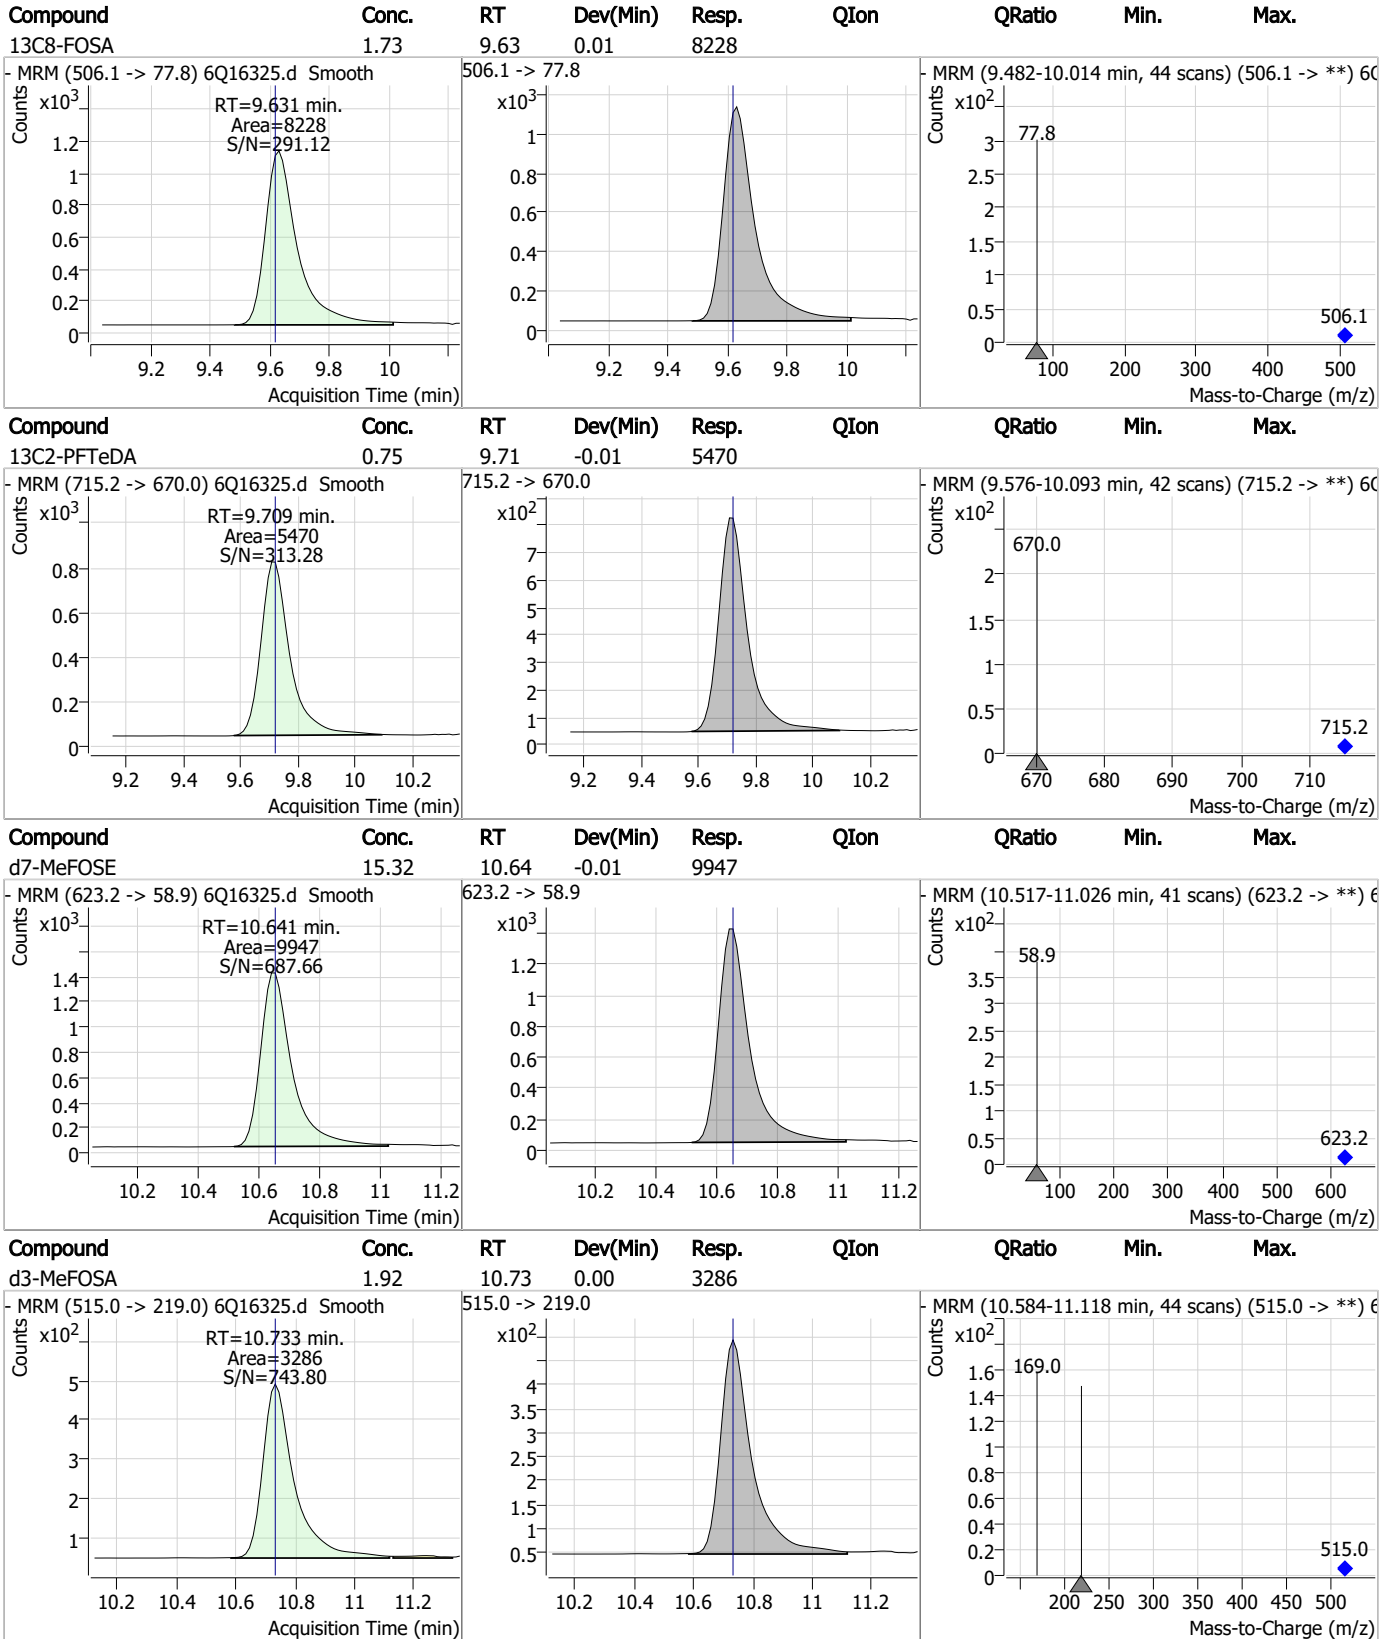 Compound Conc. RT Dev(Min) Resp. QIon QRatio Min. Max.
13C8-FOSA 1.73 9.63 0.01 8228
- MRM (506.1 -> 77.8) 6Q16325.d Smooth
506.1 -> 77.8
- MRM (9.482-10.014 min, 44 scans) (506.1 -> **) 6Q
Counts
x10³
RT=9.631 min.
Area=8228
S/N=291.12
1.2
1
0.8
0.6
0.4
0.2
0
9.2 9.4 9.6 9.8 10
Acquisition Time (min)
x10³
1
0.8
0.6
0.4
0.2
0
9.2 9.4 9.6 9.8 10
Counts
x10²
77.8
3
2.5
2
1.5
1
0.5
0
506.1
100 200 300 400 500
Mass-to-Charge (m/z)
Compound Conc. RT Dev(Min) Resp. QIon QRatio Min. Max.
13C2-PFTeDA 0.75 9.71 -0.01 5470
- MRM (715.2 -> 670.0) 6Q16325.d Smooth
715.2 -> 670.0
- MRM (9.576-10.093 min, 42 scans) (715.2 -> **) 6Q
Counts
x10³
RT=9.709 min.
Area=5470
S/N=313.28
0.8
0.6
0.4
0.2
0
9.2 9.4 9.6 9.8 10 10.2
Acquisition Time (min)
x10²
7
6
5
4
3
2
1
0
9.2 9.4 9.6 9.8 10 10.2
Counts
x10²
670.0
2
1.5
1
0.5
0
715.2
670 680 690 700 710
Mass-to-Charge (m/z)
Compound Conc. RT Dev(Min) Resp. QIon QRatio Min. Max.
d7-MeFOSE 15.32 10.64 -0.01 9947
- MRM (623.2 -> 58.9) 6Q16325.d Smooth
623.2 -> 58.9
- MRM (10.517-11.026 min, 41 scans) (623.2 -> **) 6
Counts
x10³
RT=10.641 min.
Area=9947
S/N=687.66
1.4
1.2
1
0.8
0.6
0.4
0.2
0
10.2 10.4 10.6 10.8 11 11.2
Acquisition Time (min)
x10³
1.2
1
0.8
0.6
0.4
0.2
0
10.2 10.4 10.6 10.8 11 11.2
Counts
x10²
58.9
3.5
3
2.5
2
1.5
1
0.5
0
623.2
100 200 300 400 500 600
Mass-to-Charge (m/z)
Compound Conc. RT Dev(Min) Resp. QIon QRatio Min. Max.
d3-MeFOSA 1.92 10.73 0.00 3286
- MRM (515.0 -> 219.0) 6Q16325.d Smooth
515.0 -> 219.0
- MRM (10.584-11.118 min, 44 scans) (515.0 -> **) 6
Counts
x10²
RT=10.733 min.
Area=3286
S/N=743.80
5
4
3
2
1
10.2 10.4 10.6 10.8 11 11.2
Acquisition Time (min)
x10²
4
3.5
3
2.5
2
1.5
1
0.5
10.2 10.4 10.6 10.8 11 11.2
Counts
x10²
169.0
1.6
1.4
1.2
1
0.8
0.6
0.4
0.2
0
515.0
200 250 300 350 400 450 500
Mass-to-Charge (m/z)